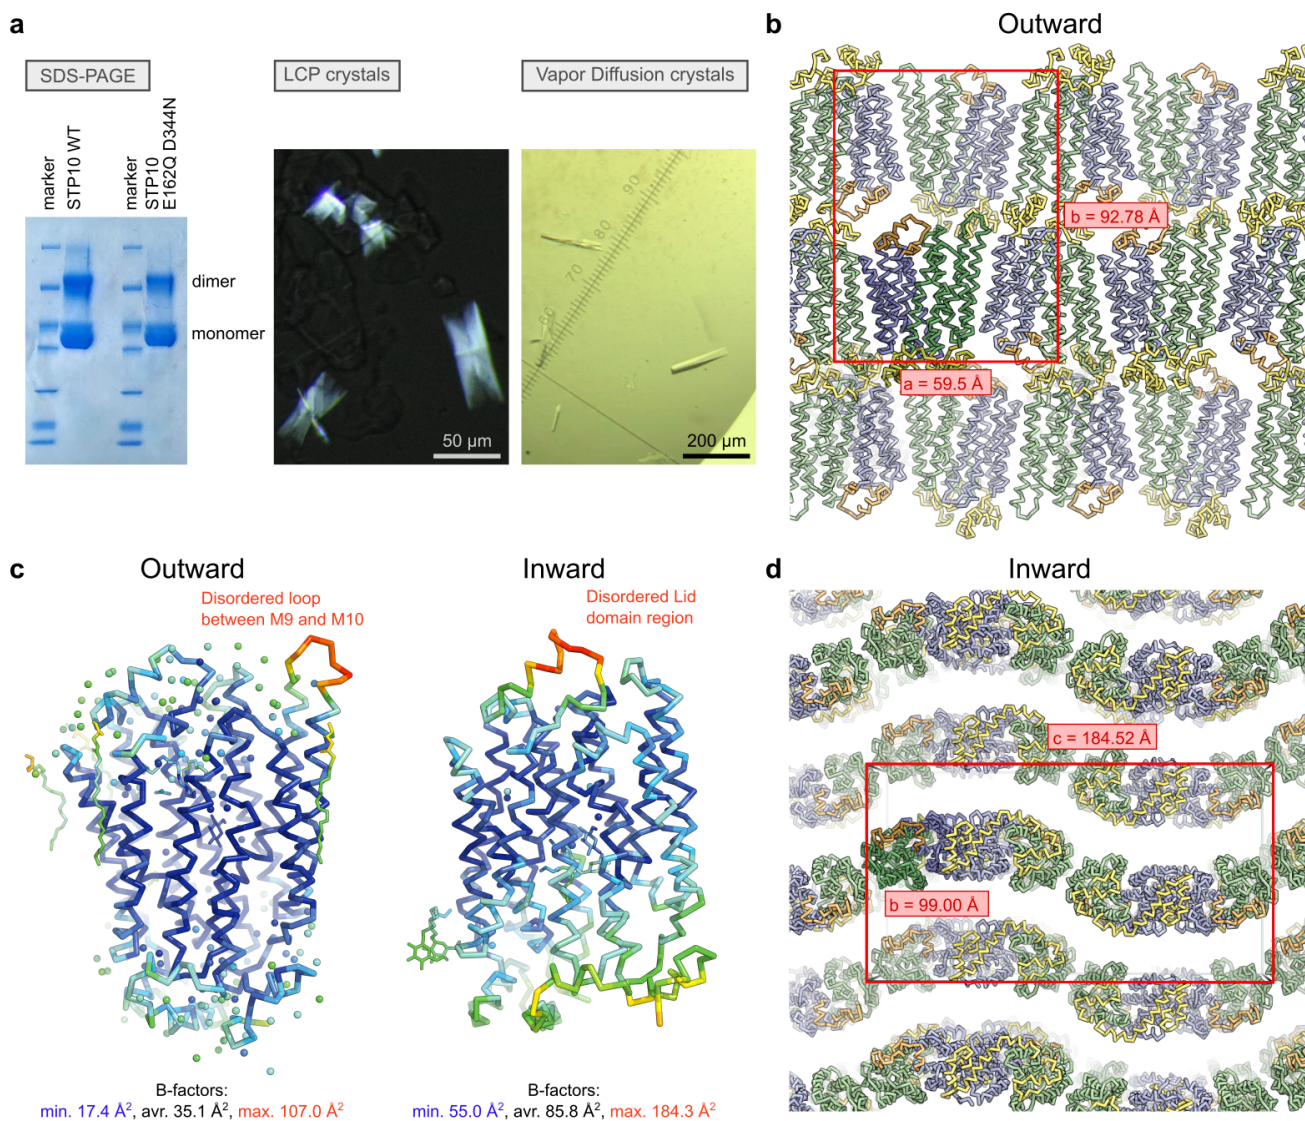 a
SDS-PAGE
LCP crystals
Vapor Diffusion crystals
marker
STP10 WT
marker
STP10
E162Q D344N
dimer
monomer
50 µm
60
70
80
90
200 µm
b
Outward
b = 92.78 Å
a = 59.5 Å
c
Outward
Disordered loop
between M9 and M10
B-factors:
min. 17.4 Å², avr. 35.1 Å², max. 107.0 Å²
Inward
Disordered Lid
domain region
B-factors:
min. 55.0 Å², avr. 85.8 Å², max. 184.3 Å²
d
Inward
c = 184.52 Å
b = 99.00 Å